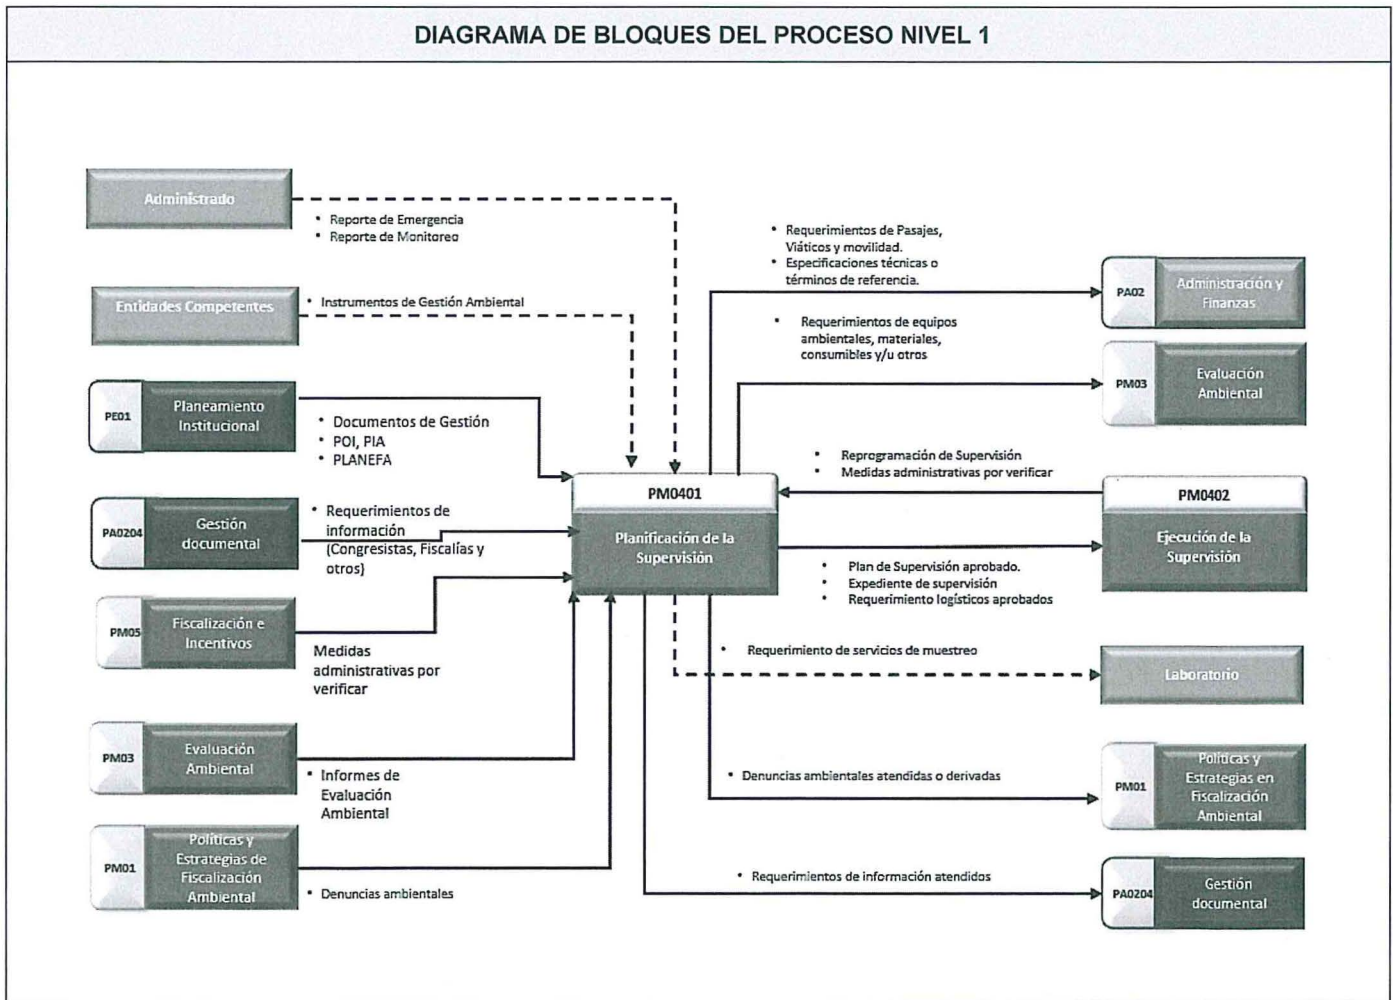 DIAGRAMA DE BLOQUES DEL PROCESO NIVEL 1
Administrado
• Reporte de Emergencia
• Reporte de Monitoreo
Entidades Competentes
• Instrumentos de Gestión Ambiental
PE01
Planeamiento
Institucional
• Documentos de Gestión
• POI, PIA
• PLANEFA
PA0204
Gestión
documental
• Requerimientos de
información
(Congresistas, Fiscalías y
otros)
PM05
Fiscalización e
Incentivos
Medidas
administrativas por
verificar
PM03
Evaluación
Ambiental
• Informes de
Evaluación
Ambiental
PM01
Políticas y
Estrategias de
Fiscalización
Ambiental
• Denuncias ambientales
PM0401
Planificación de la
Supervisión
• Requerimientos de Pasajes,
Viáticos y movilidad.
• Especificaciones técnicas o
términos de referencia.
PA02
Administración y
Finanzas
• Requerimientos de equipos
ambientales, materiales,
consumibles y/u otros
PM03
Evaluación
Ambiental
• Reprogramación de Supervisión
• Medidas administrativas por verificar
PM0402
Ejecución de la
Supervisión
• Plan de Supervisión aprobado.
• Expediente de supervisión
• Requerimiento logísticos aprobados
• Requerimiento de servicios de muestreo
Laboratorio
• Denuncias ambientales atendidas o derivadas
PM01
Políticas y
Estrategias en
Fiscalización
Ambiental
• Requerimientos de información atendidos
PA0204
Gestión
documental